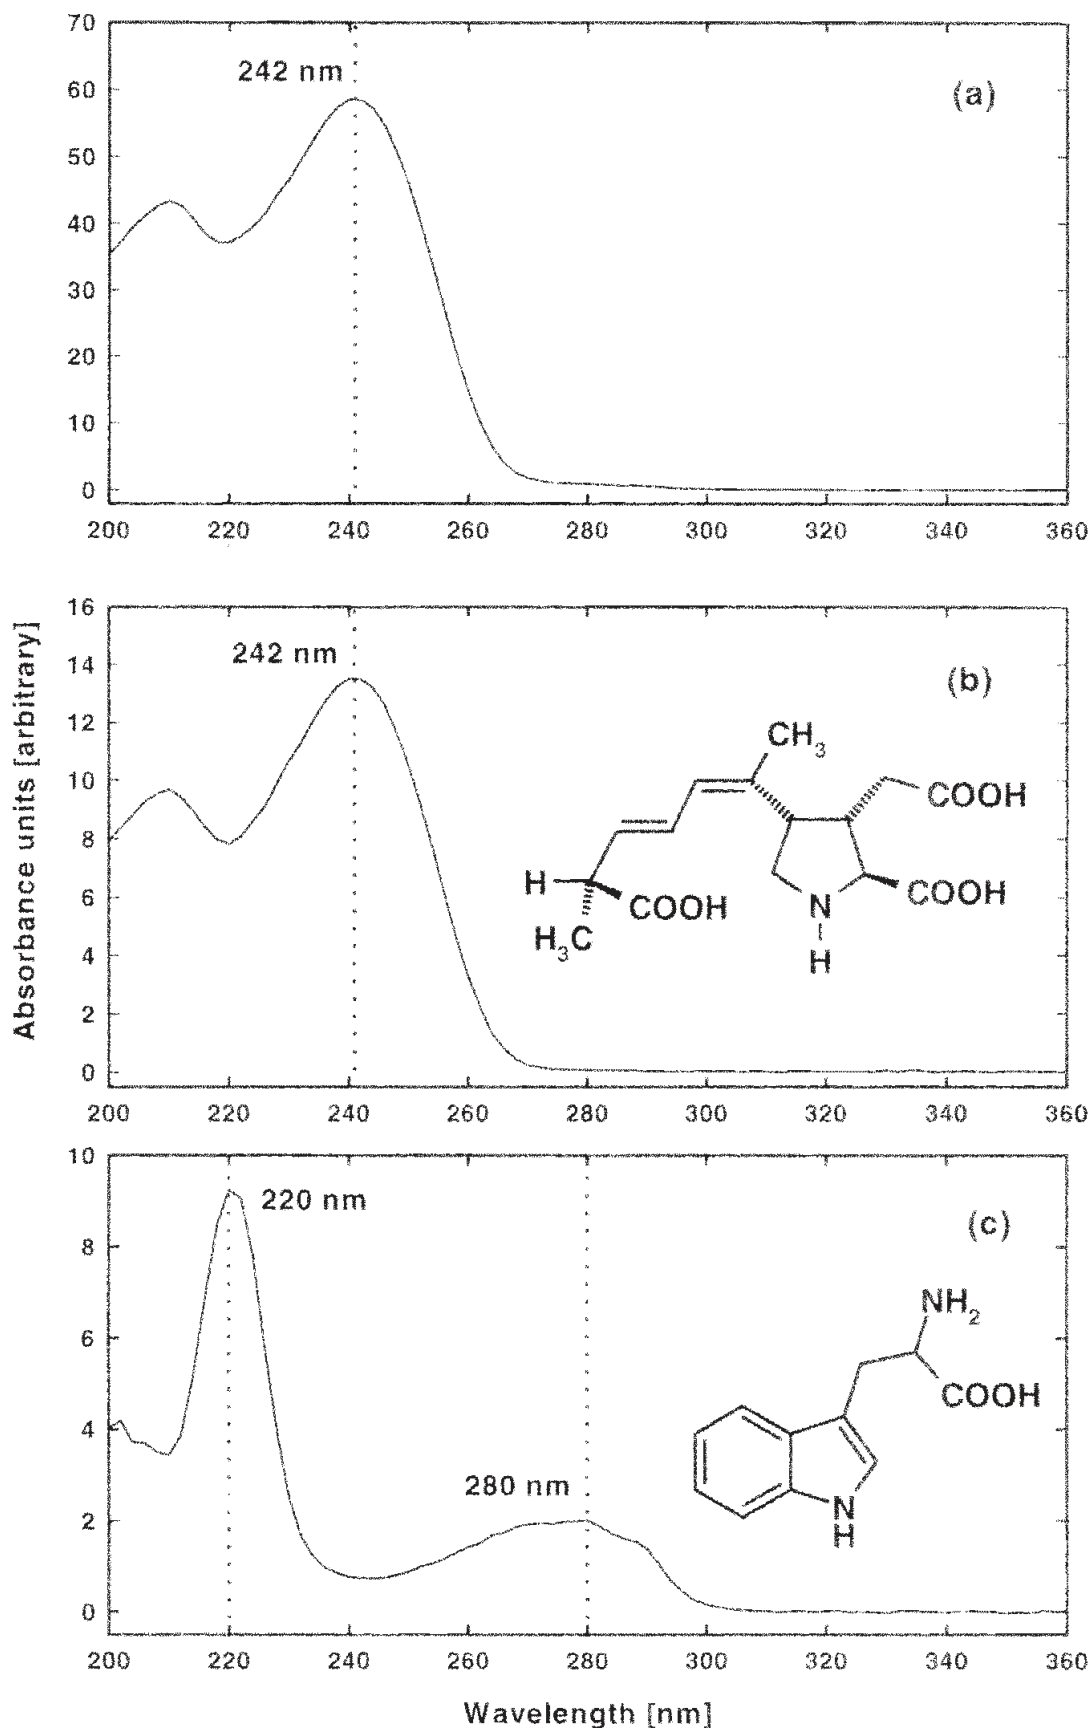 70
242 nm
(a)
60
50
40
30
20
10
0
200 220 240 260 280 300 320 340 360
Absorbance units [arbitrary]
16
242 nm
(b)
14
12
10
8
6
4
2
0
CH3
COOH
H
COOH
COOH
H3C
N
H
200 220 240 260 280 300 320 340 360
10
220 nm
(c)
8
6
4
2
0
NH2
COOH
280 nm
N
H
200 220 240 260 280 300 320 340 360
Wavelength [nm]